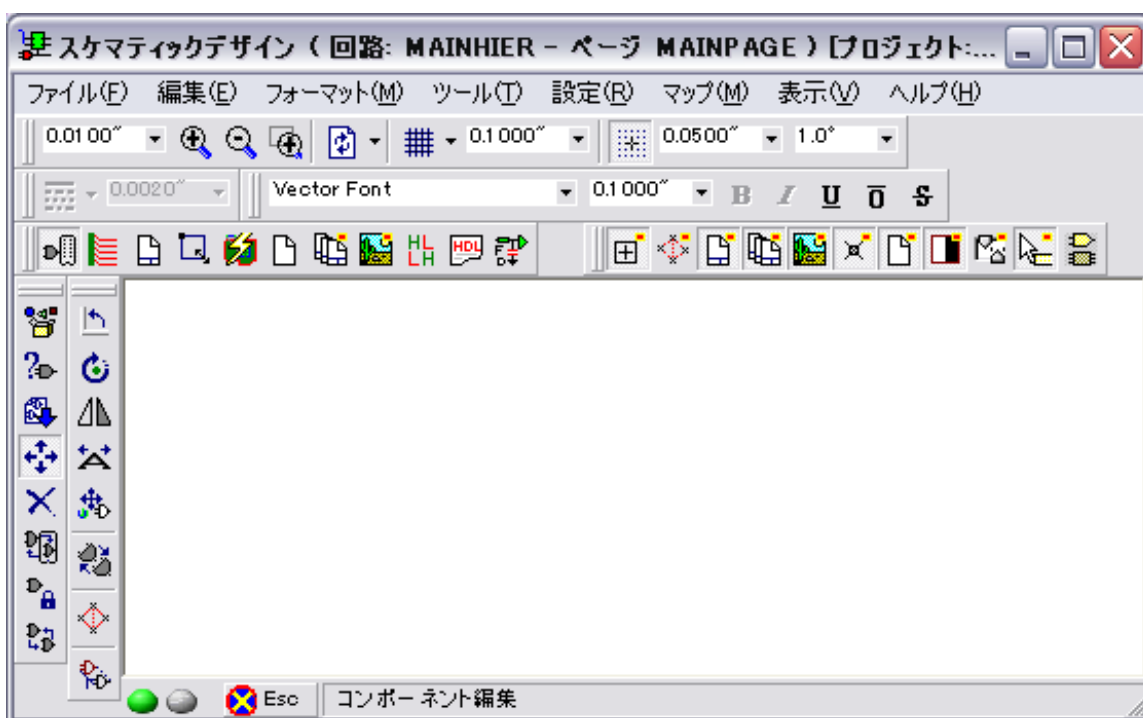 スケマティックデザイン ( 回路: MAINHIER - ページ MAINPAGE ) [プロジェクト:...
ファイル(F) 編集(E) フォーマット(M) ツール(T) 設定(R) マップ(M) 表示(V) ヘルプ(H)
0.0100″ 0.1000″ 0.0500″ 1.0°
0.0020″ Vector Font 0.1000″ B I U O S
HL LH HDL
Esc コンポーネント編集